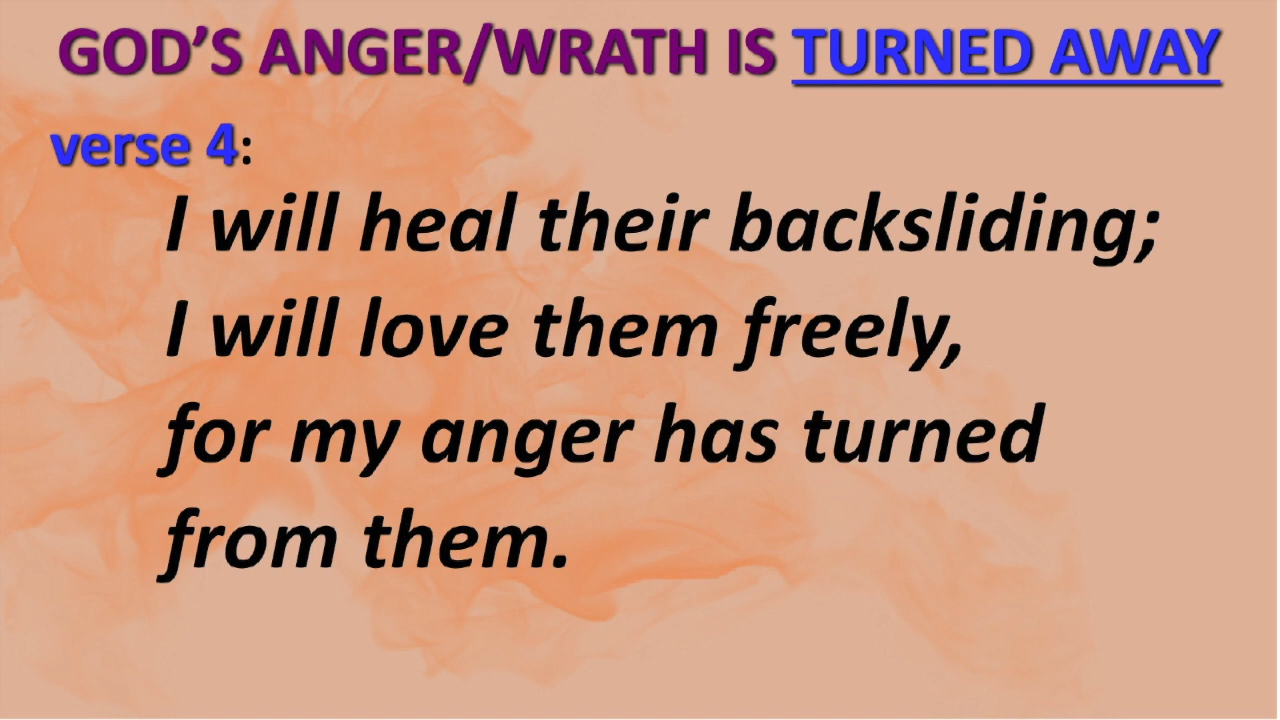 GOD’S ANGER/WRATH IS TURNED AWAY
verse 4:
I will heal their backsliding;
I will love them freely,
for my anger has turned
from them.